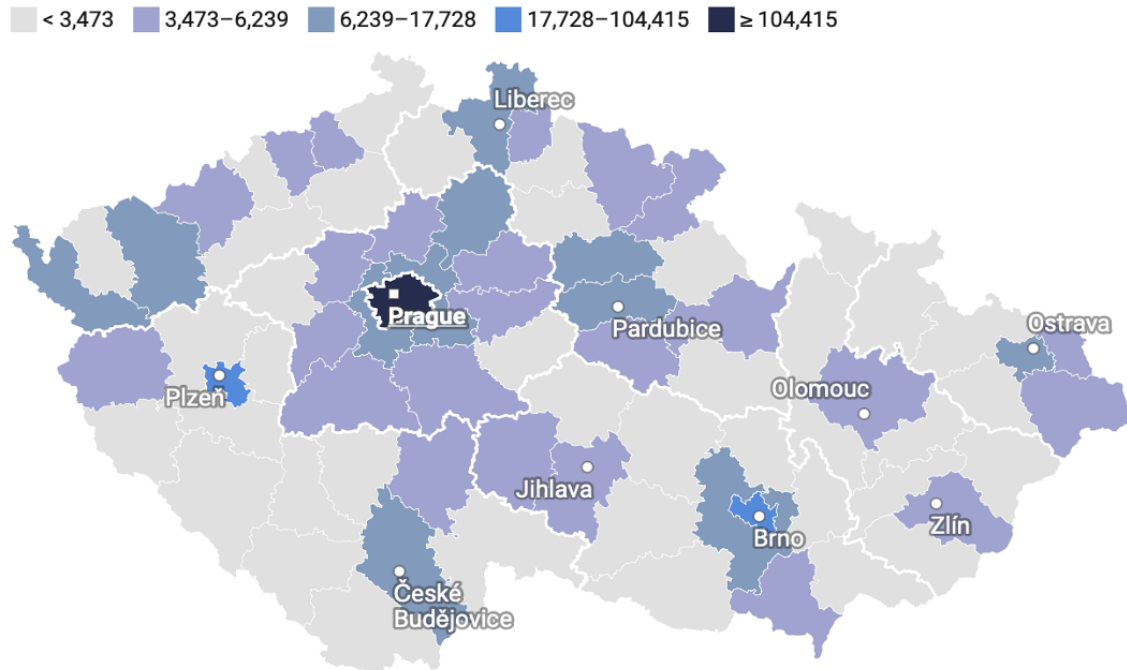 < 3,473 3,473–6,239 6,239–17,728 17,728–104,415 ≥ 104,415
Liberec
Prague
Pardubice
Ostrava
Plzeň
Olomouc
Jihlava
Zlín
Brno
České
Budějovice